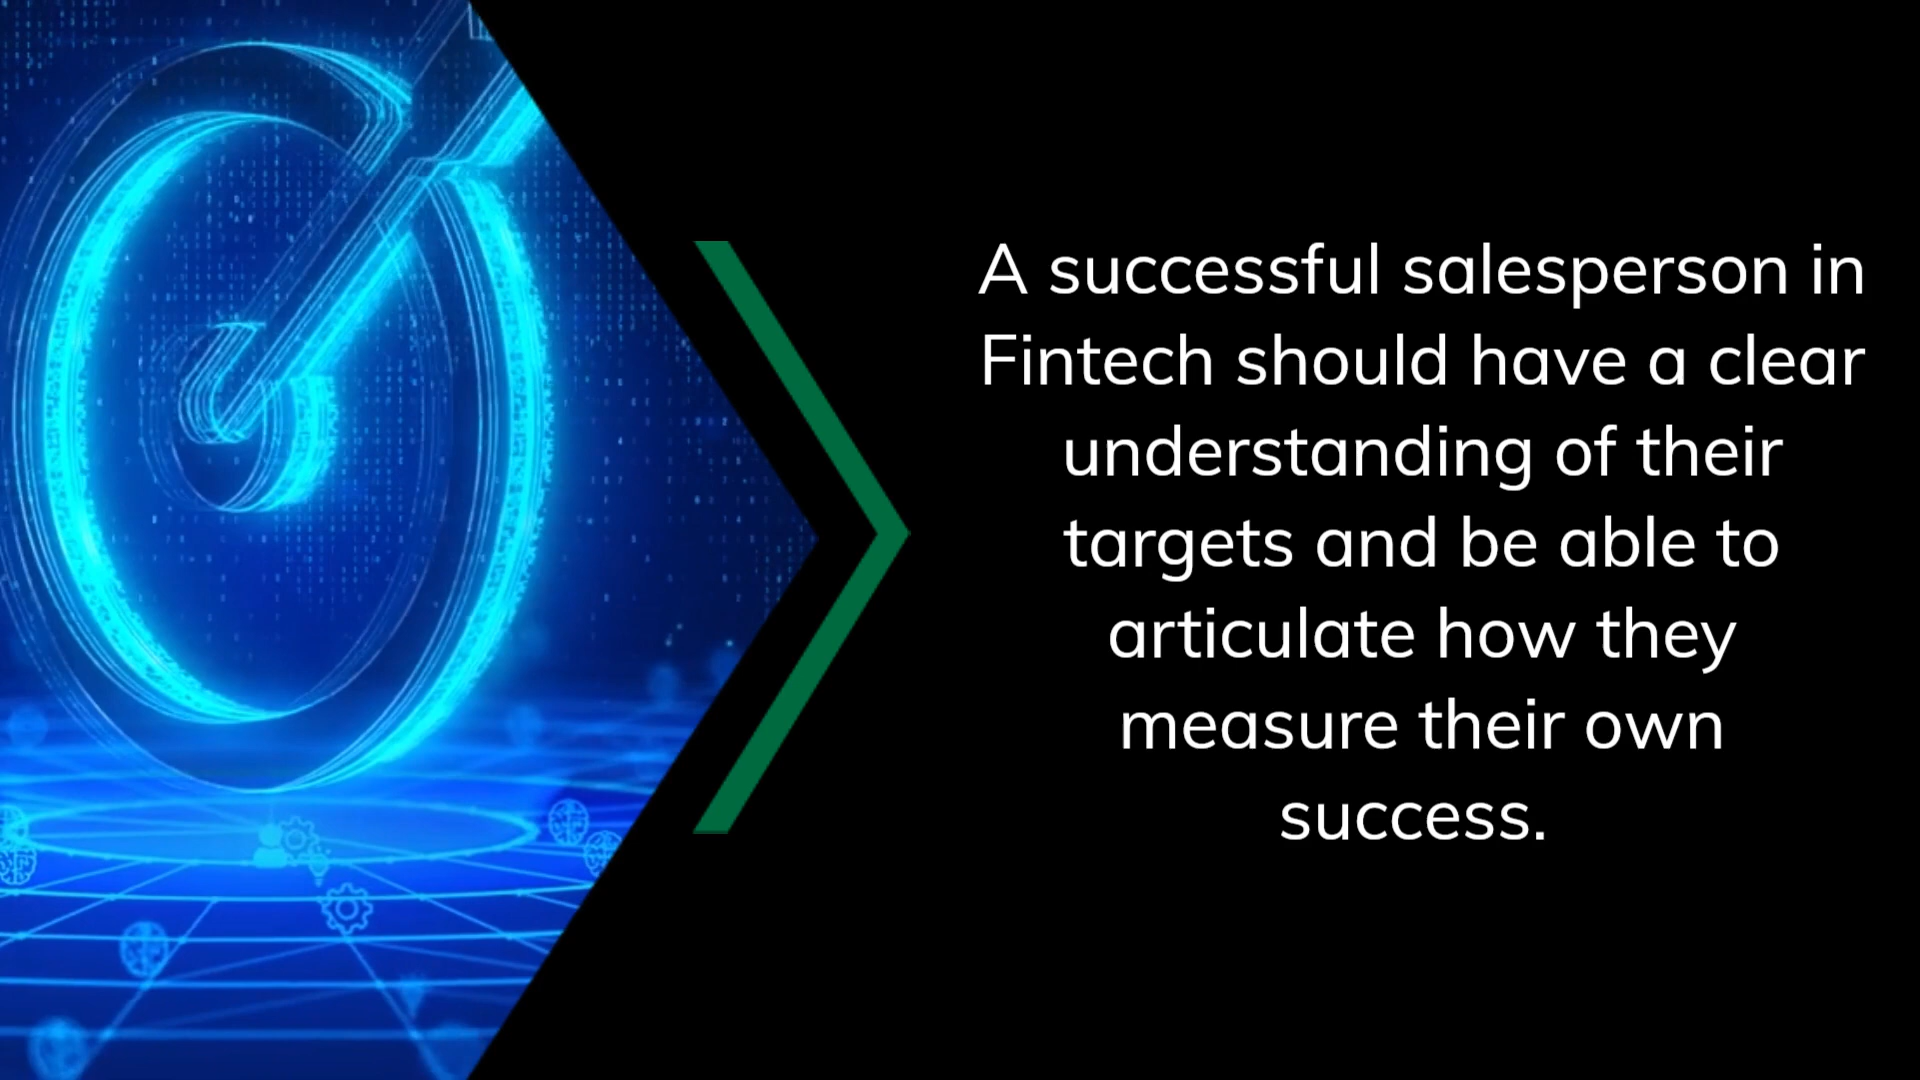 A successful salesperson in
Fintech should have a clear
understanding of their
targets and be able to
articulate how they
measure their own
success.